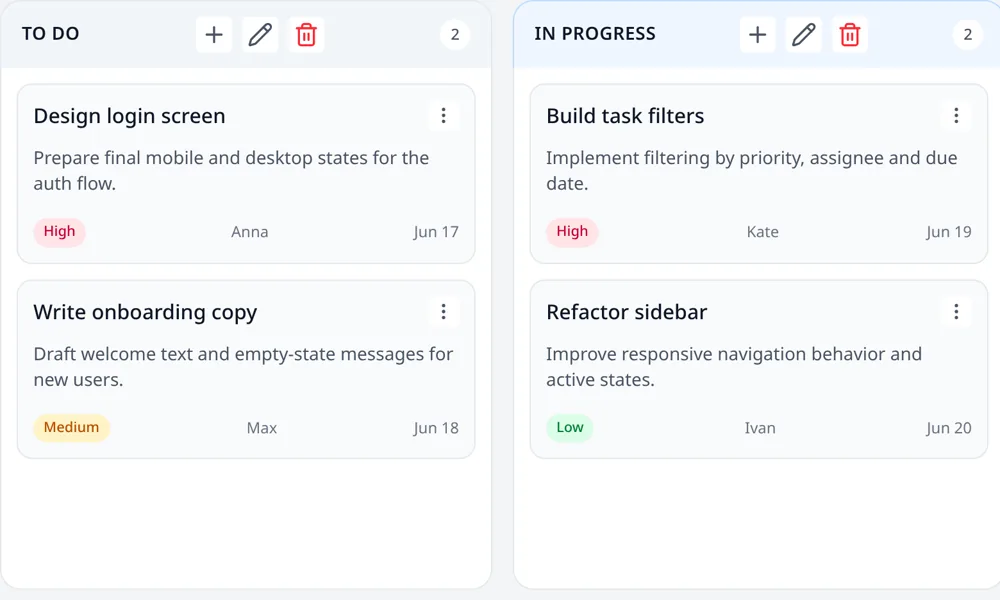 TO DO
2
Design login screen
Prepare final mobile and desktop states for the
auth flow.
High
Anna
Jun 17
Write onboarding copy
Draft welcome text and empty-state messages for
new users.
Medium
Max
Jun 18
IN PROGRESS
2
Build task filters
Implement filtering by priority, assignee and due
date.
High
Kate
Jun 19
Refactor sidebar
Improve responsive navigation behavior and
active states.
Low
Ivan
Jun 20